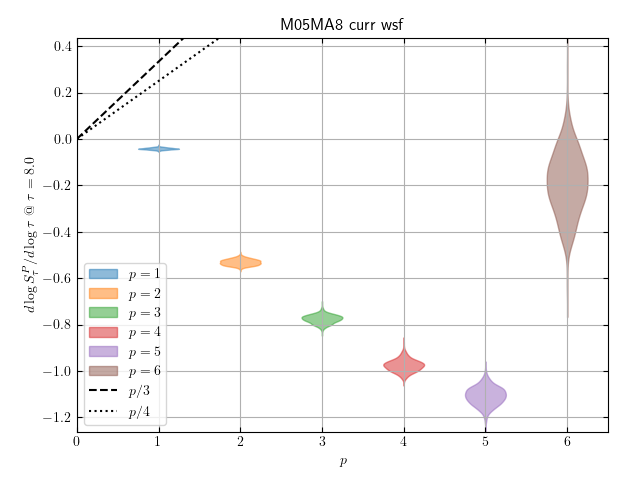 M05MA8 curr wsf
d log S_τ^P / d log τ @ τ = 8.0
0.4
0.2
0.0
−0.2
−0.4
−0.6
−0.8
−1.0
−1.2
p = 1
p = 2
p = 3
p = 4
p = 5
p = 6
p/3
p/4
0 1 2 3 4 5 6
p